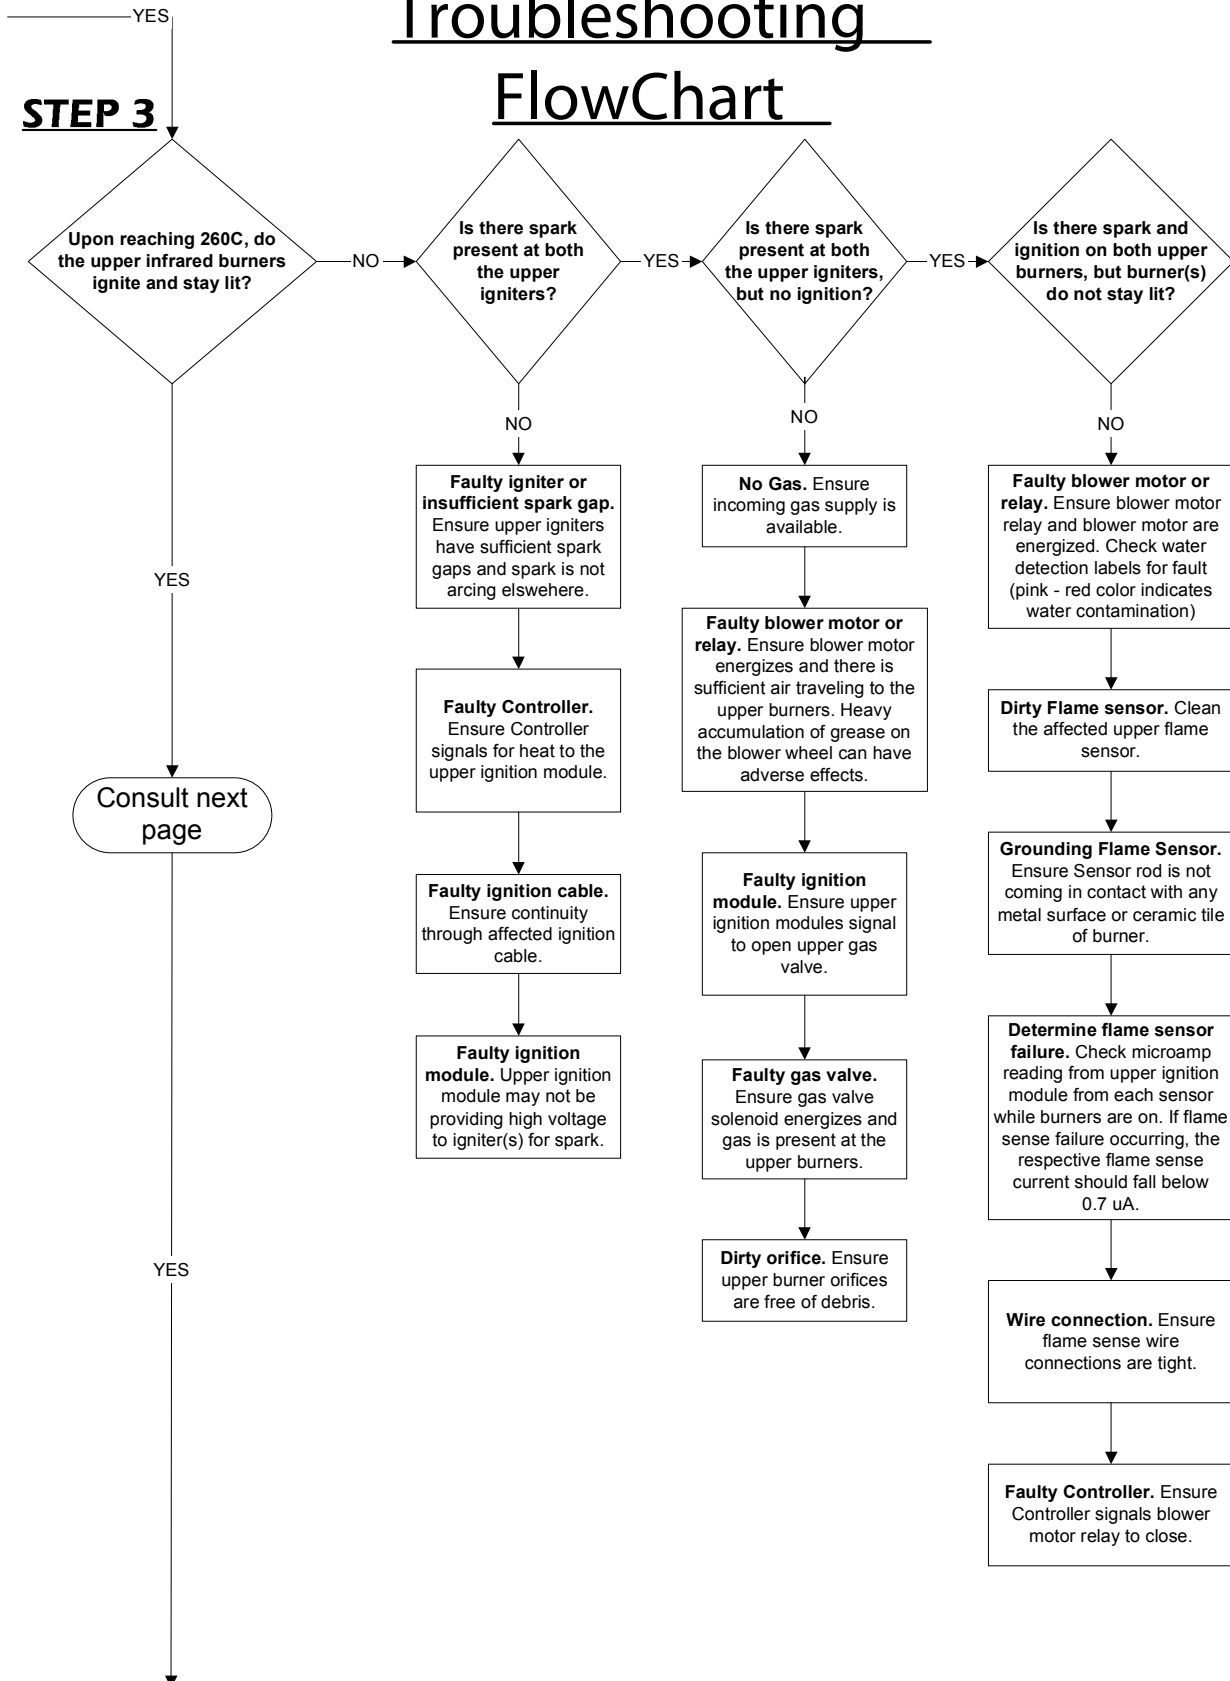 Troubleshooting
FlowChart
YES
STEP 3
Upon reaching 260C, do
the upper infrared burners
ignite and stay lit?
NO
Is there spark
present at both
the upper
igniters?
YES
Is there spark
present at both
the upper igniters,
but no ignition?
YES
Is there spark and
ignition on both upper
burners, but burner(s)
do not stay lit?
YES
Consult next
page
YES
NO
Faulty igniter or
insufficient spark gap.
Ensure upper igniters
have sufficient spark
gaps and spark is not
arcing elswehere.
Faulty Controller.
Ensure Controller
signals for heat to the
upper ignition module.
Faulty ignition cable.
Ensure continuity
through affected ignition
cable.
Faulty ignition
module. Upper ignition
module may not be
providing high voltage
to igniter(s) for spark.
NO
No Gas. Ensure
incoming gas supply is
available.
Faulty blower motor or
relay. Ensure blower motor
energizes and there is
sufficient air traveling to the
upper burners. Heavy
accumulation of grease on
the blower wheel can have
adverse effects.
Faulty ignition
module. Ensure upper
ignition modules signal
to open upper gas
valve.
Faulty gas valve.
Ensure gas valve
solenoid energizes and
gas is present at the
upper burners.
Dirty orifice. Ensure
upper burner orifices
are free of debris.
NO
Faulty blower motor or
relay. Ensure blower motor
relay and blower motor are
energized. Check water
detection labels for fault
(pink - red color indicates
water contamination)
Dirty Flame sensor. Clean
the affected upper flame
sensor.
Grounding Flame Sensor.
Ensure Sensor rod is not
coming in contact with any
metal surface or ceramic tile
of burner.
Determine flame sensor
failure. Check microamp
reading from upper ignition
module from each sensor
while burners are on. If flame
sense failure occurring, the
respective flame sense
current should fall below
0.7 uA.
Wire connection. Ensure
flame sense wire
connections are tight.
Faulty Controller. Ensure
Controller signals blower
motor relay to close.